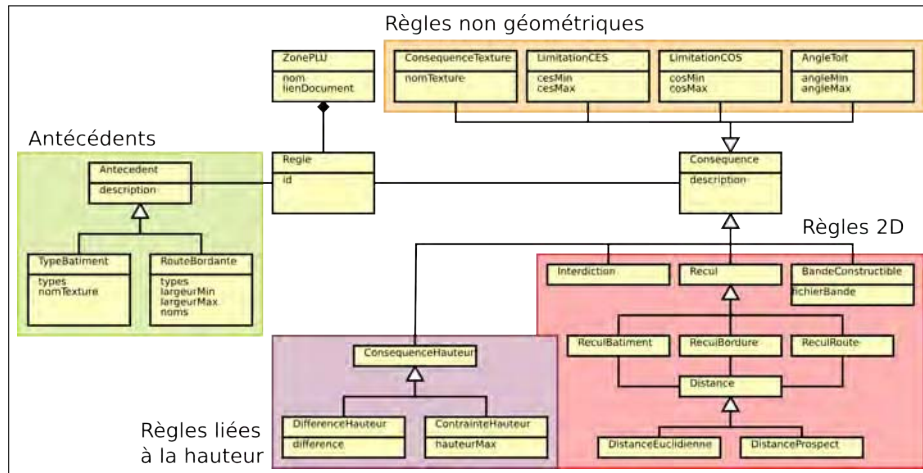 Règles non géométriques
ZonePLU
nom
lienDocument
ConsequenceTexture
nomTexture
LimitationCES
cesMin
cesMax
LimitationCOS
cosMin
cosMax
AngleToit
angleMin
angleMax
Antécédents
Antecedent
description
Regle
id
Consequence
description
Règles 2D
TypeBatiment
types
nomTexture
RouteBordante
types
largeurMin
largeurMax
noms
Interdiction
Recul
BandeConstructible
fichierBande
ConsequenceHauteur
ReculBatiment
ReculBordure
ReculRoute
Distance
Règles liées
à la hauteur
DifferenceHauteur
difference
ContrainteHauteur
hauteurMax
DistanceEuclidienne
DistanceProspect